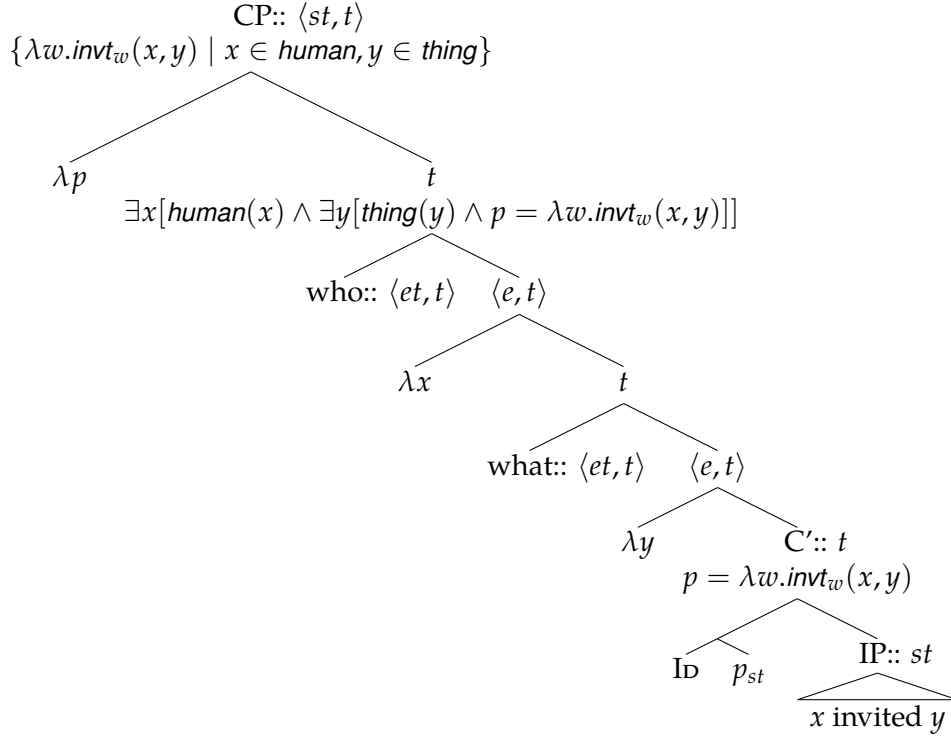 CP:: ⟨st, t⟩
{λw.invt_w(x, y) | x ∈ human, y ∈ thing}
λp t
∃x[human(x) ∧ ∃y[thing(y) ∧ p = λw.invt_w(x, y)]]
who:: ⟨et, t⟩ ⟨e, t⟩
λx t
what:: ⟨et, t⟩ ⟨e, t⟩
λy C':: t
p = λw.invt_w(x, y)
ID p_st IP:: st
x invited y